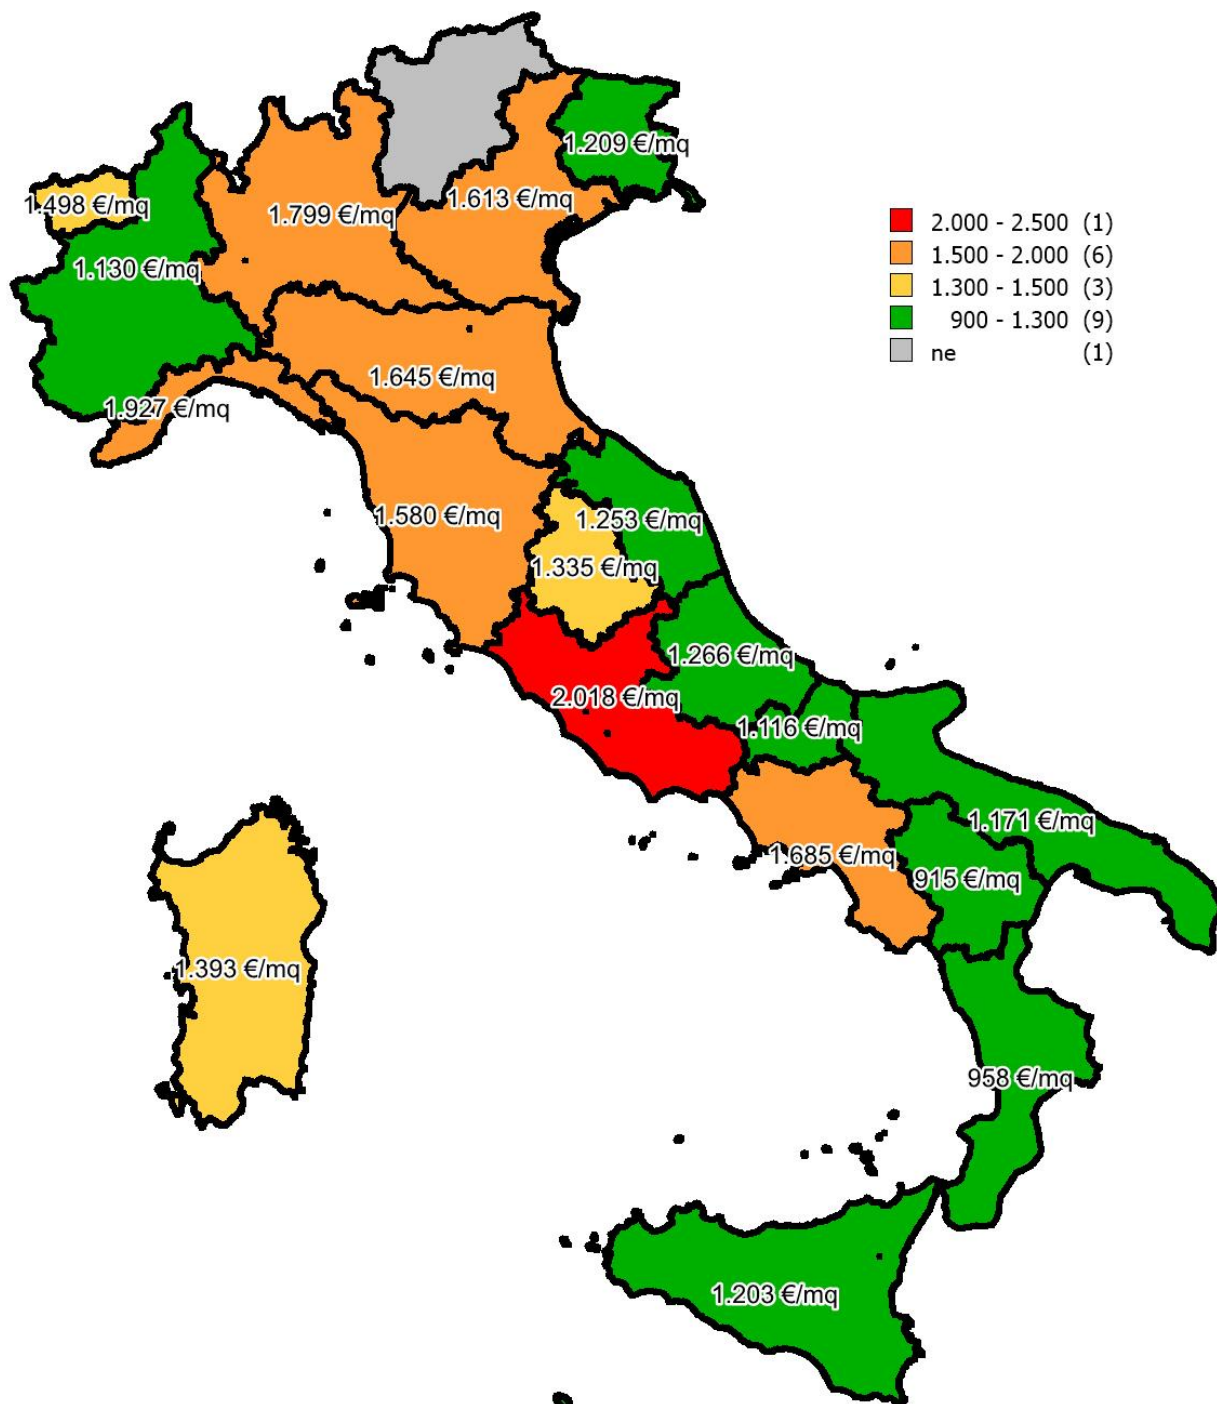 1.209 €/mq
1.498 €/mq
1.799 €/mq
1.613 €/mq
1.130 €/mq
2.000 - 2.500 (1)
1.500 - 2.000 (6)
1.300 - 1.500 (3)
900 - 1.300 (9)
ne (1)
1.645 €/mq
1.927 €/mq
1.580 €/mq
1.253 €/mq
1.335 €/mq
1.266 €/mq
2.018 €/mq
1.116 €/mq
1.171 €/mq
1.685 €/mq
915 €/mq
1.393 €/mq
958 €/mq
1.203 €/mq